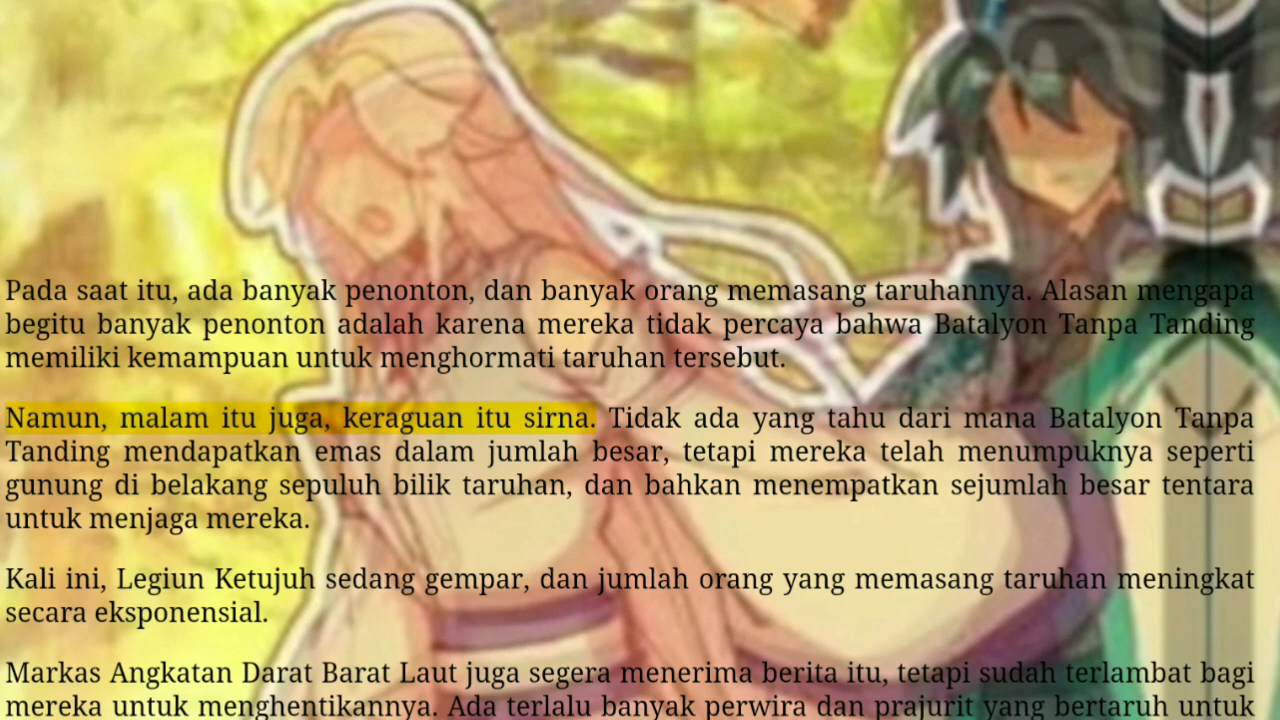 Pada saat itu, ada banyak penonton, dan banyak orang memasang taruhannya. Alasan mengapa
begitu banyak penonton adalah karena mereka tidak percaya bahwa Batalyon Tanpa Tanding
memiliki kemampuan untuk menghormati taruhan tersebut.
Namun, malam itu juga, keraguan itu sirna. Tidak ada yang tahu dari mana Batalyon Tanpa
Tanding mendapatkan emas dalam jumlah besar, tetapi mereka telah menumpuknya seperti
gunung di belakang sepuluh bilik taruhan, dan bahkan menempatkan sejumlah besar tentara
untuk menjaga mereka.
Kali ini, Legiun Ketujuh sedang gempar, dan jumlah orang yang memasang taruhan meningkat
secara eksponensial.
Markas Angkatan Darat Barat Laut juga segera menerima berita itu, tetapi sudah terlambat bagi
mereka untuk menghentikannya. Ada terlalu banyak perwira dan prajurit yang bertaruh untuk